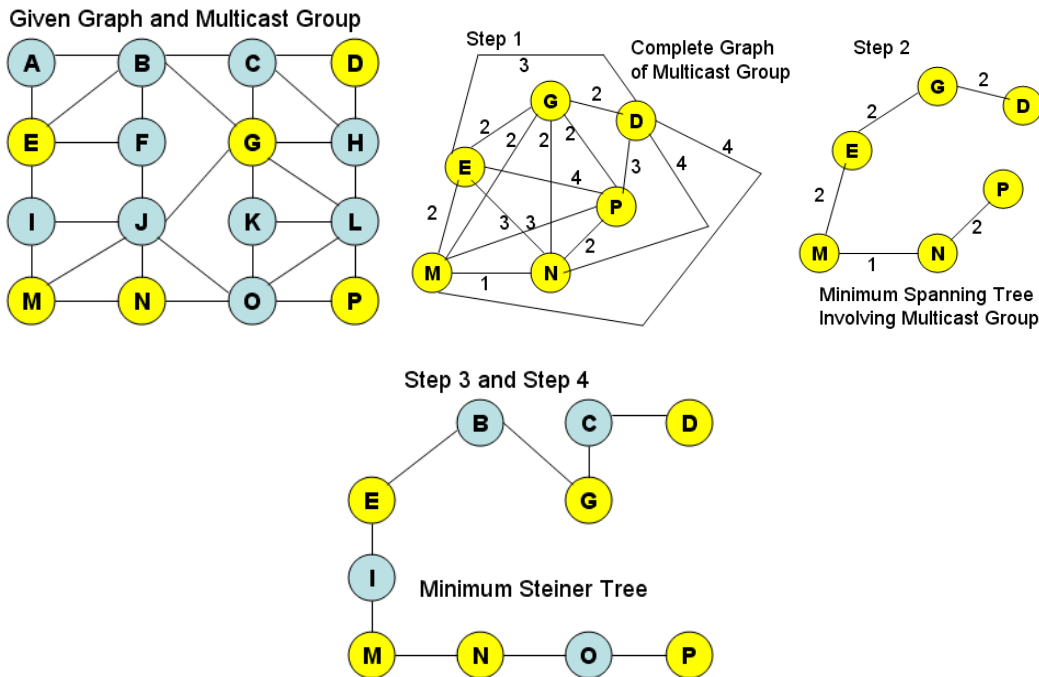 Given Graph and Multicast Group
A B C D
E F G H
I J K L
M N O P
Step 1
Complete Graph
of Multicast Group
3
G 2 D
2 2 2 2
4
E 4 3 4
P
2 3 3 2
M 1 N
Step 2
G 2 D
2
E
2 P
M 1 N 2
Minimum Spanning Tree
Involving Multicast Group
Step 3 and Step 4
B C D
E G
I
Minimum Steiner Tree
M N O P